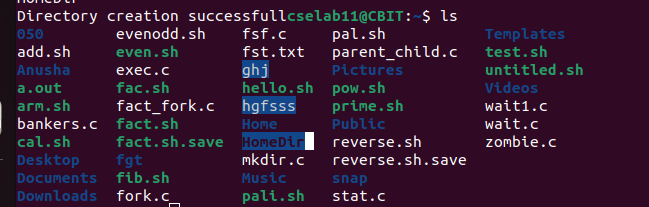 HomeDir
Directory creation successfullcselab11@CBIT:~$ ls
050 evenodd.sh fsf.c pal.sh Templates
add.sh even.sh fst.txt parent_child.c test.sh
Anusha exec.c ghj Pictures untitled.sh
a.out fac.sh hello.sh pow.sh Videos
arm.sh fact_fork.c hgfsss prime.sh wait1.c
bankers.c fact.sh Home Public wait.c
cal.sh fact.sh.save HomeDir reverse.sh zombie.c
Desktop fgt mkdir.c reverse.sh.save
Documents fib.sh Music snap
Downloads fork.c pali.sh stat.c